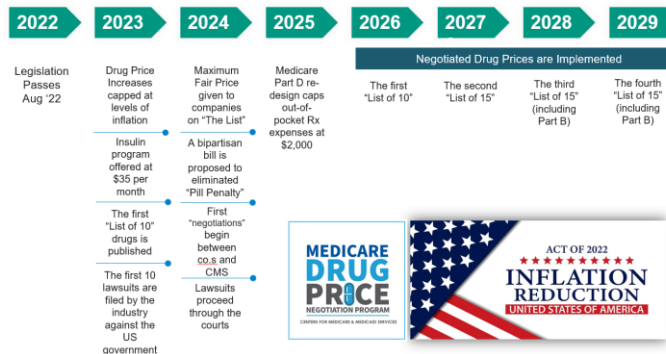 2022
2023
2024
2025
2026
2027
2028
2029
Negotiated Drug Prices are Implemented
Legislation
Passes
Aug '22
Drug Price
Increases
capped at
levels of
inflation
Insulin
program
offered at
$35 per
month
The first
"List of 10"
drugs is
published
The first 10
lawsuits are
filed by the
industry
against the
US
government
Maximum
Fair Price
given to
companies
on "The List"
A bipartisan
bill is
proposed to
eliminated
"Pill Penalty"
First
"negotiations"
begin
between
co.s and
CMS
Lawsuits
proceed
through the
courts
Medicare
Part D re-
design caps
out-of-
pocket Rx
expenses at
$2,000
The first
"List of 10"
The second
"List of 15"
The third
"List of 15"
(including
Part B)
The fourth
"List of 15"
(including
Part B)
MEDICARE
DRUG
PRICE
NEGOTIATION PROGRAM
CENTERS FOR MEDICARE & MEDICAID SERVICES
ACT OF 2022
INFLATION
REDUCTION
UNITED STATES OF AMERICA